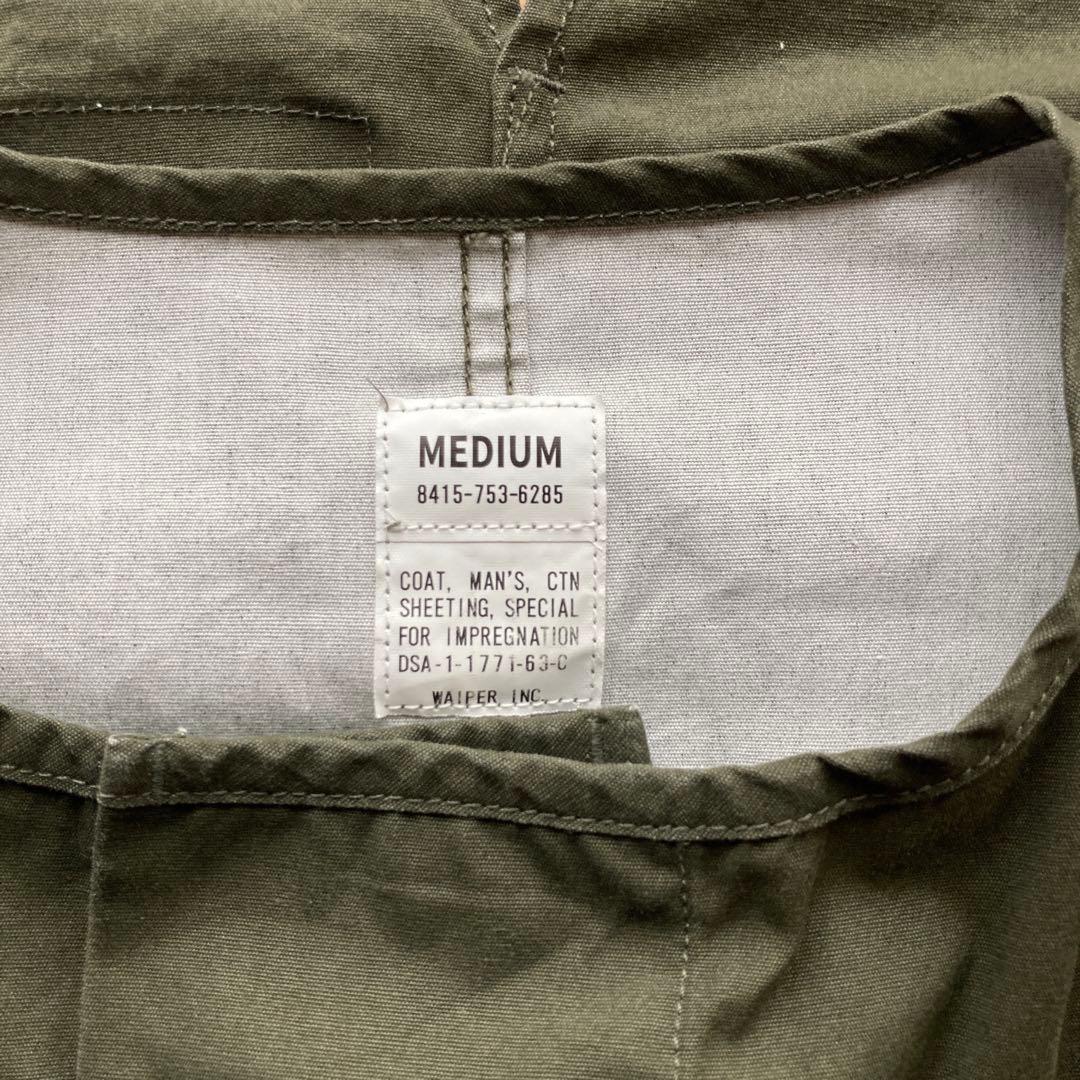 MEDIUM
8415-753-6285
COAT, MAN'S, CTN
SHEETING, SPECIAL
FOR IMPREGNATION
DSA-1-1771-63-C
WAIPER INC.